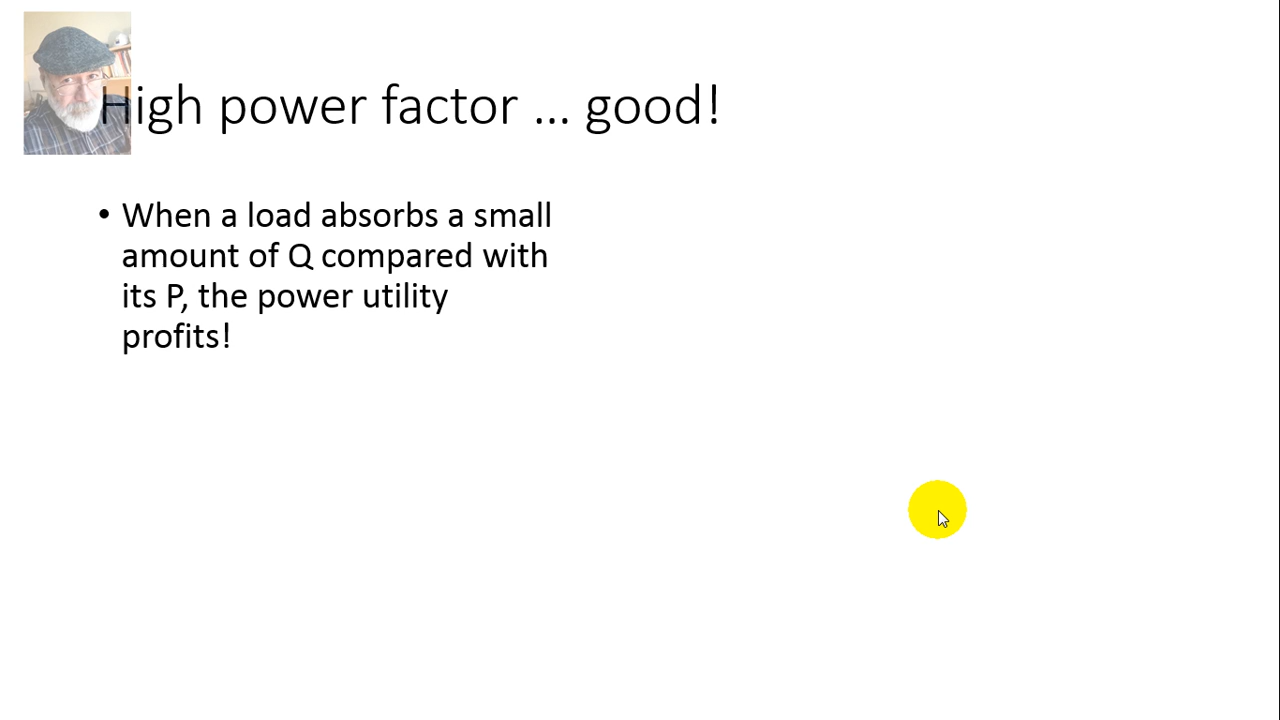 High power factor ... good!
• When a load absorbs a small
amount of Q compared with
its P, the power utility
profits!